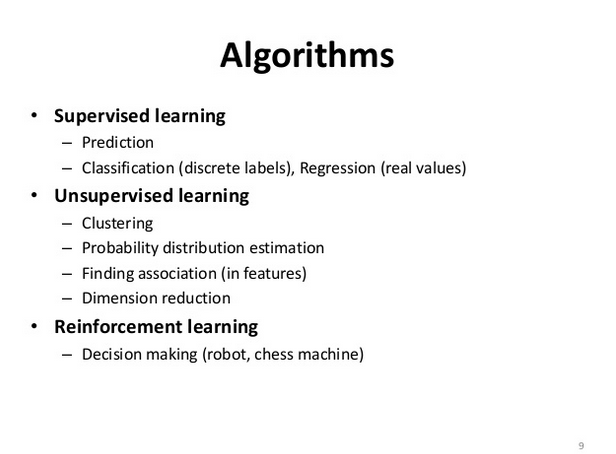 Algorithms
• Supervised learning
– Prediction
– Classification (discrete labels), Regression (real values)
• Unsupervised learning
– Clustering
– Probability distribution estimation
– Finding association (in features)
– Dimension reduction
• Reinforcement learning
– Decision making (robot, chess machine)
9